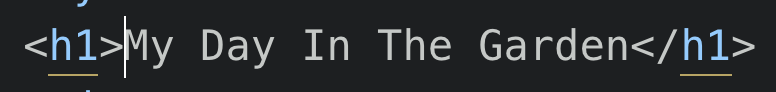 <h1>My Day In The Garden</h1>